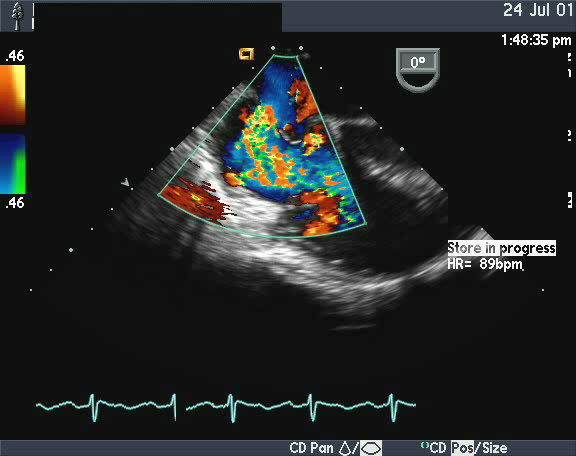 24 Jul 01
1:48:35 pm
.46
0°
.46
Store in progress
HR= 89bpm
CD Pan
CD Pos/Size